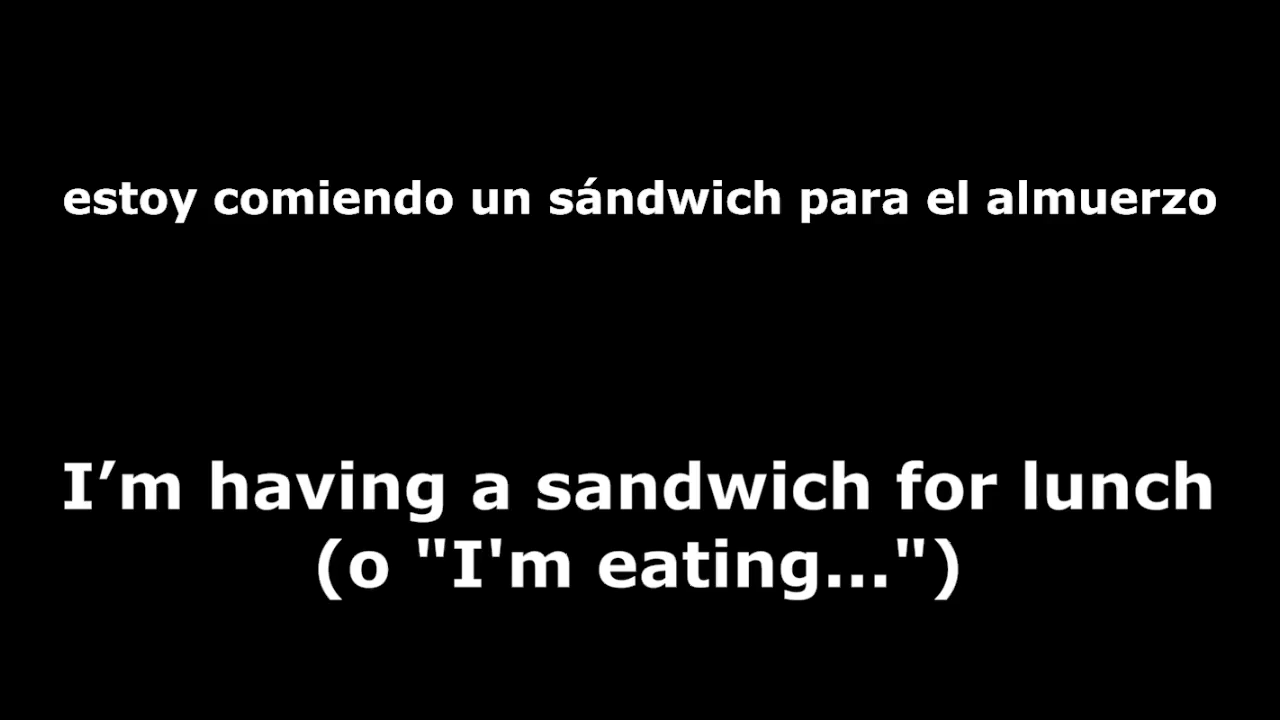 estoy comiendo un sándwich para el almuerzo
I’m having a sandwich for lunch
(o "I'm eating...")